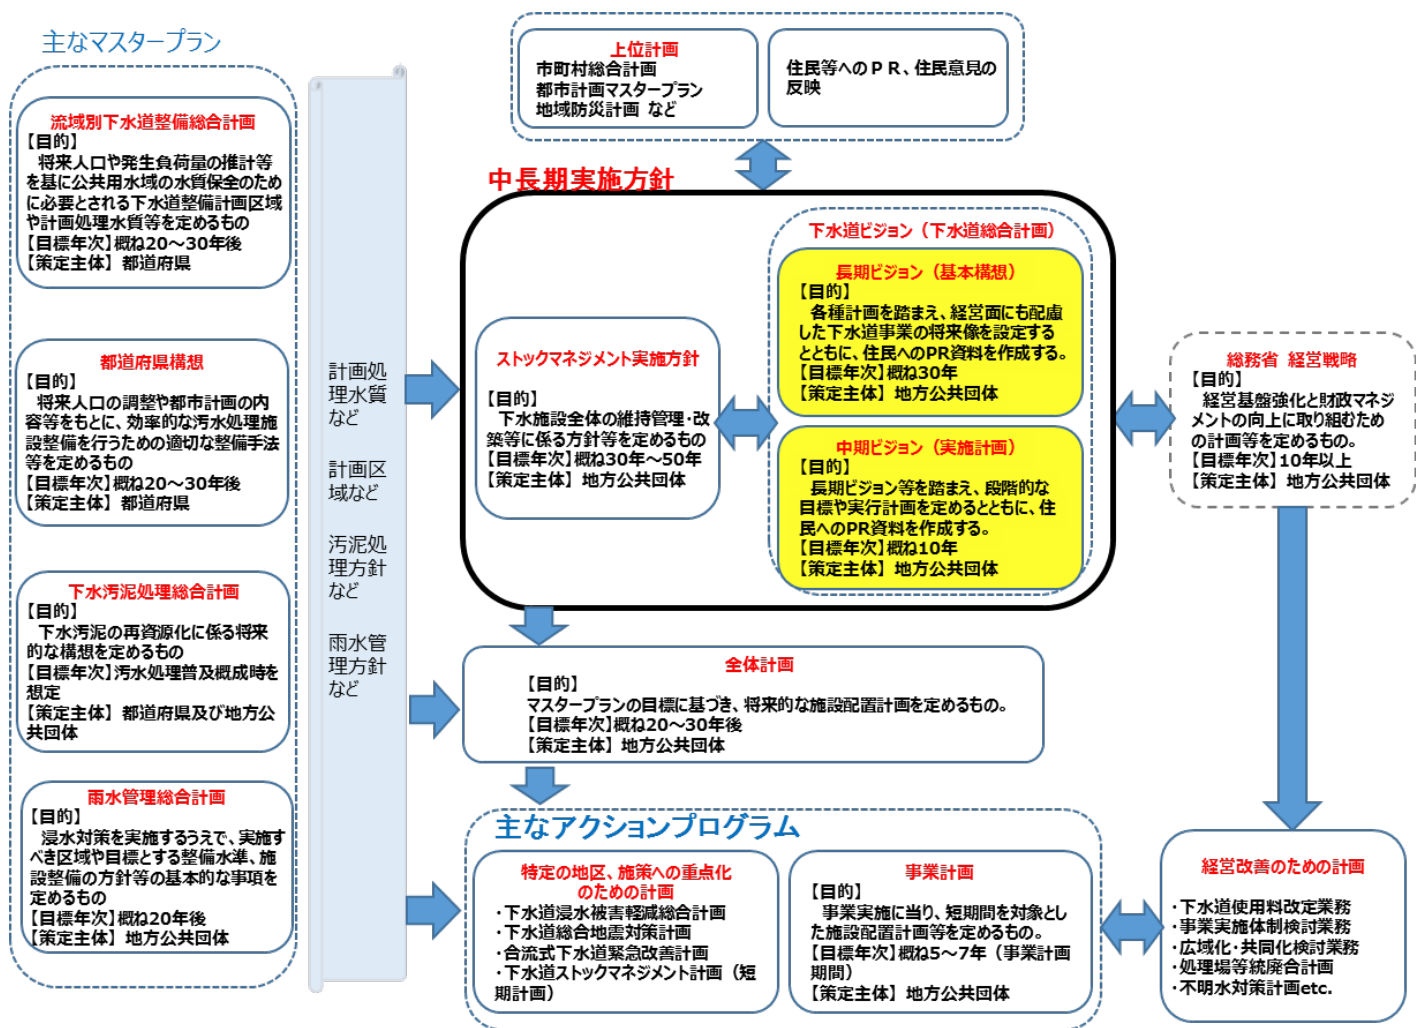 主なマスタープラン
流域別下水道整備総合計画
【目的】
将来人口や発生負荷量の推計等
を基に公共用水域の水質保全のため
に必要とされる下水道整備計画区域
や計画処理水質等を定めるもの
【目標年次】概ね20～30年後
【策定主体】都道府県
都道府県構想
【目的】
将来人口の調整や都市計画の内
容等をもとに、効率的な汚水処理施
設整備を行うための適切な整備手法
等を定めるもの
【目標年次】概ね20～30年後
【策定主体】都道府県
下水汚泥処理総合計画
【目的】
下水汚泥の再資源化に係る将来
的な構想を定めるもの
【目標年次】汚水処理普及概成時を
想定
【策定主体】都道府県及び地方公
共団体
雨水管理総合計画
【目的】
浸水対策を実施するうえで、実施す
べき区域や目標とする整備水準、施
設整備の方針等の基本的な事項を
定めるもの
【目標年次】概ね20年後
【策定主体】地方公共団体
計画処
理水質
など
計画区
域など
汚泥処
理方針
など
雨水管
理方針
など
上位計画
市町村総合計画
都市計画マスタープラン
地域防災計画 など
住民等へのＰＲ、住民意見の
反映
中長期実施方針
ストックマネジメント実施方針
【目的】
下水施設全体の維持管理・改
築等に係る方針等を定めるもの
【目標年次】概ね30年～50年
【策定主体】地方公共団体
下水道ビジョン（下水道総合計画）
長期ビジョン（基本構想）
【目的】
各種計画を踏まえ、経営面にも配慮
した下水道事業の将来像を設定する
とともに、住民へのPR資料を作成する。
【目標年次】概ね30年
【策定主体】地方公共団体
中期ビジョン（実施計画）
【目的】
長期ビジョン等を踏まえ、段階的な
目標や実行計画を定めるとともに、住
民へのPR資料を作成する。
【目標年次】概ね10年
【策定主体】地方公共団体
総務省 経営戦略
【目的】
経営基盤強化と財政マネジ
メントの向上に取り組むため
の計画等を定めるもの。
【目標年次】10年以上
【策定主体】地方公共団体
全体計画
【目的】
マスタープランの目標に基づき、将来的な施設配置計画を定めるもの。
【目標年次】概ね20～30年後
【策定主体】地方公共団体
主なアクションプログラム
特定の地区、施策への重点化
のための計画
・下水道浸水被害軽減総合計画
・下水道総合地震対策計画
・合流式下水道緊急改善計画
・下水道ストックマネジメント計画（短
期計画）
事業計画
【目的】
事業実施に当り、短期間を対象とし
た施設配置計画等を定めるもの。
【目標年次】概ね5～7年（事業計画
期間）
【策定主体】地方公共団体
経営改善のための計画
・下水道使用料改定業務
・事業実施体制検討業務
・広域化・共同化検討業務
・処理場等統廃合計画
・不明水対策計画etc.